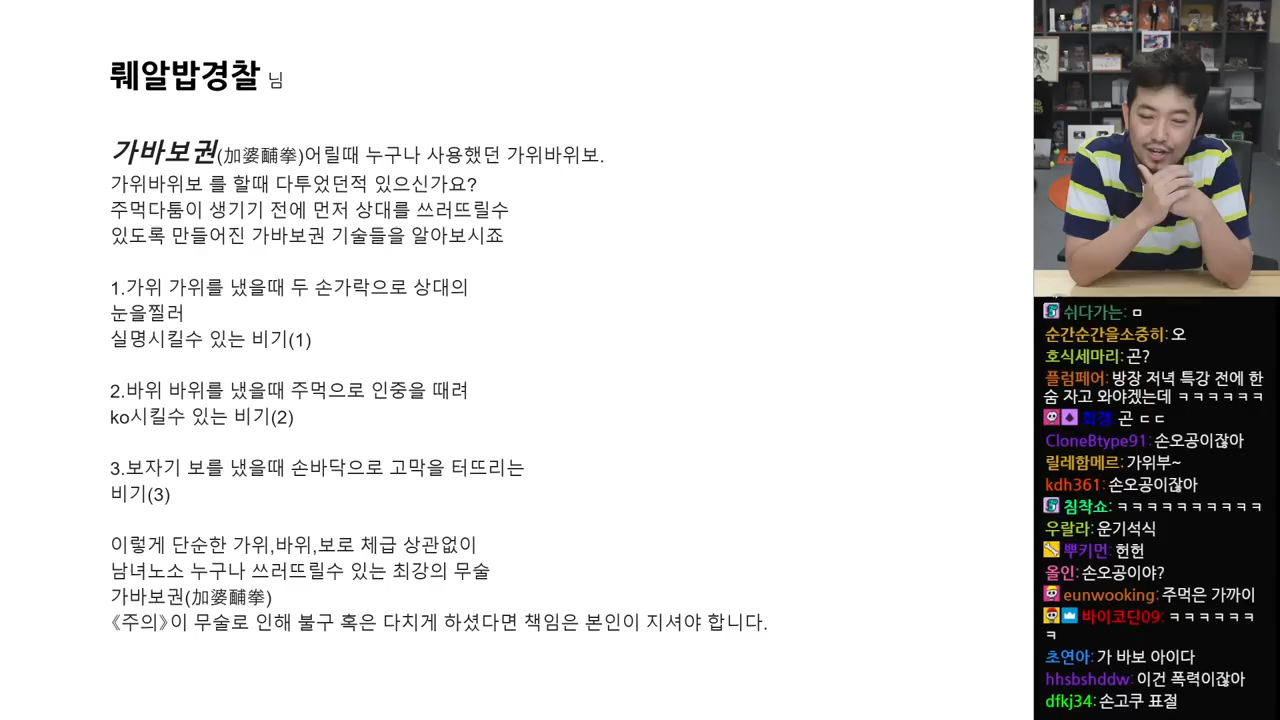 뤠알밥경찰 님
가바보권(加婆酺拳)어릴때 누구나 사용했던 가위바위보.
가위바위보 를 할때 다투었던적 있으신가요?
주먹다툼이 생기기 전에 먼저 상대를 쓰러뜨릴수
있도록 만들어진 가바보권 기술들을 알아보시죠
1.가위 가위를 냈을때 두 손가락으로 상대의
눈을찔러
실명시킬수 있는 비기(1)
2.바위 바위를 냈을때 주먹으로 인중을 때려
ko시킬수 있는 비기(2)
3.보자기 보를 냈을때 손바닥으로 고막을 터뜨리는
비기(3)
이렇게 단순한 가위,바위,보로 체급 상관없이
남녀노소 누구나 쓰러뜨릴수 있는 최강의 무술
가바보권(加婆酺拳)
《주의》이 무술로 인해 불구 혹은 다치게 하셨다면 책임은 본인이 지셔야 합니다.
쉬다가는: ㅁ
순간순간을소중히: 오
호식세마리: 곤?
플럼페어: 방장 저녁 특강 전에 한
숨 자고 와야겠는데 ㅋㅋㅋㅋㅋㅋ
곤 ㄷㄷ
CloneBtype91: 손오공이잖아
릴레함메르: 가위부~
kdh361: 손오공이잖아
침착쇼: ㅋㅋㅋㅋㅋㅋㅋㅋㅋㅋ
우랄라: 운기석식
뿌키먼: 헌헌
올인: 손오공이야?
eunwooking: 주먹은 가까이
바이코딘09: ㅋㅋㅋㅋㅋㅋ
ㅋ
초연아: 가 바보 아이다
hhsbshddw: 이건 폭력이잖아
dfkj34: 손고쿠 표절